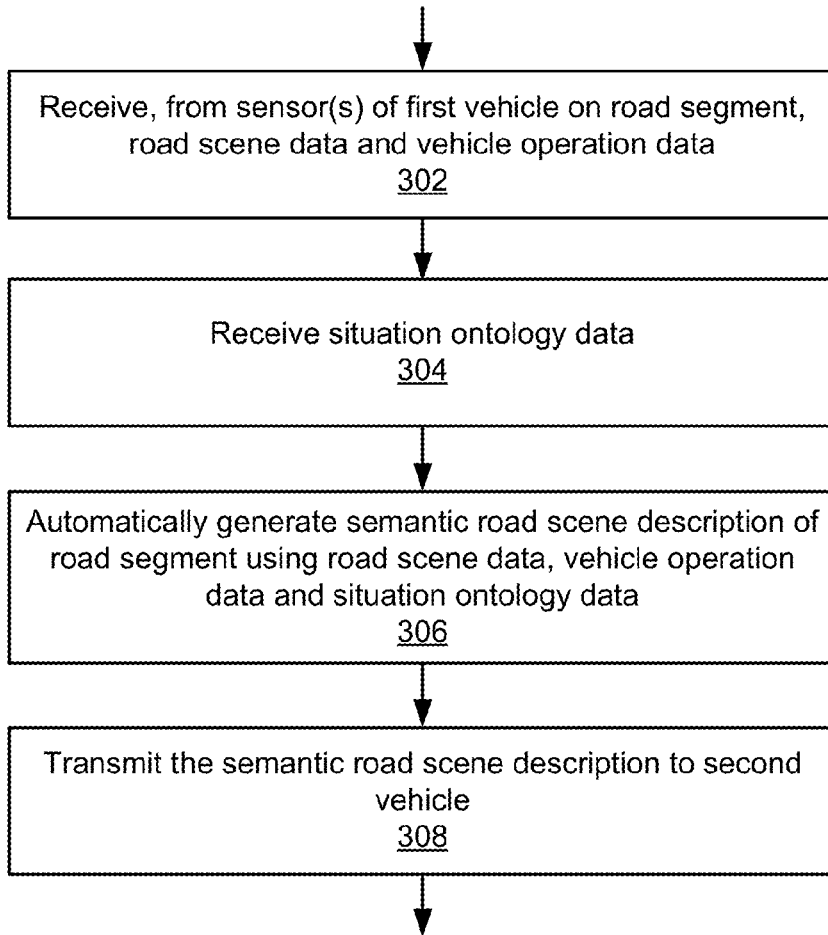 Receive, from sensor(s) of first vehicle on road segment,
road scene data and vehicle operation data
302
Receive situation ontology data
304
Automatically generate semantic road scene description of
road segment using road scene data, vehicle operation
data and situation ontology data
306
Transmit the semantic road scene description to second
vehicle
308